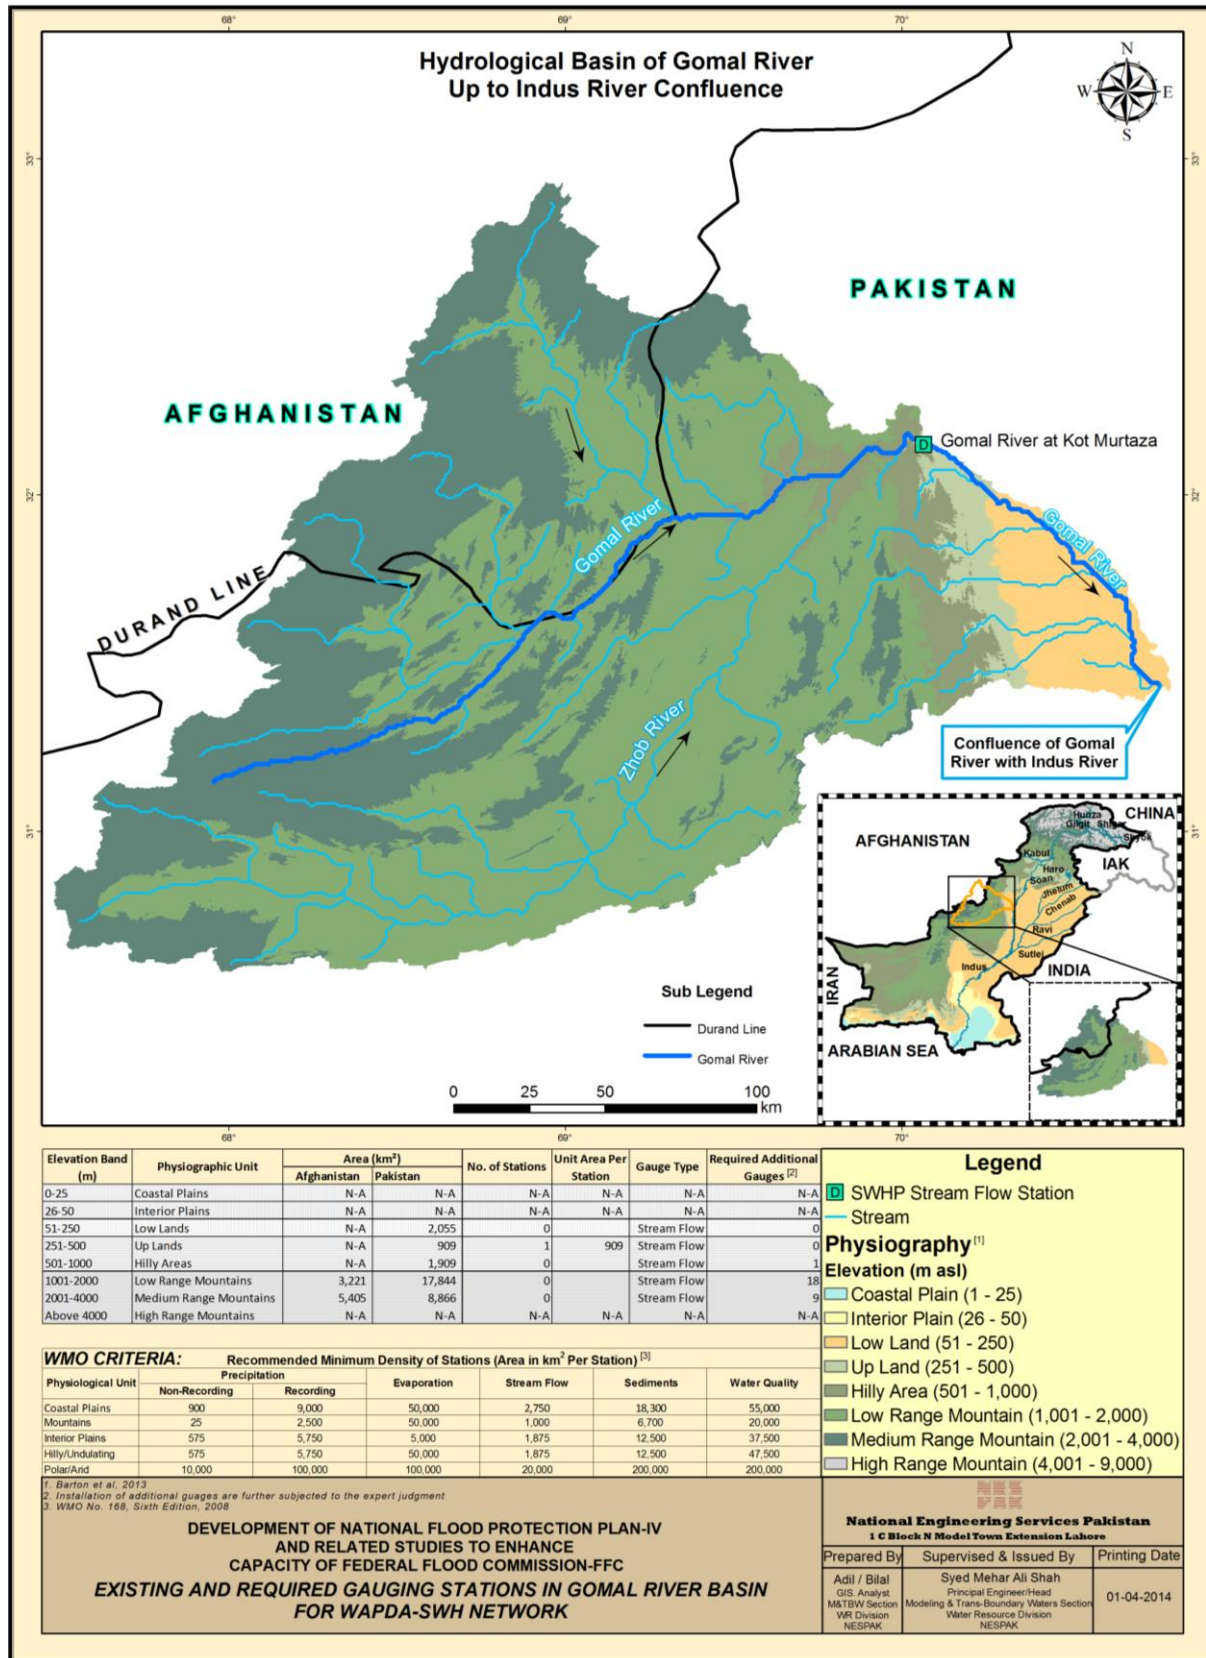 68°
69°
70°
Hydrological Basin of Gomal River
Up to Indus River Confluence
N
W
E
S
33°
33°
PAKISTAN
AFGHANISTAN
Gomal River at Kot Murtaza
32°
32°
Gomal River
Gomal River
DURAND LINE
Zhob River
Confluence of Gomal
River with Indus River
31°
31°
AFGHANISTAN
CHINA
Hunza
Gilgit
Shyok
IAK
Kabul
Haro
Soan
Jhelum
Chenab
Ravi
Sutlej
Indus
INDIA
IRAN
ARABIAN SEA
Sub Legend
Durand Line
Gomal River
0 25 50 100
km
68°
69°
70°
Elevation Band (m) Physiographic Unit Area (km²) No. of Stations Unit Area Per Station Gauge Type Required Additional Gauges [2]
Afghanistan Pakistan
0-25 Coastal Plains N-A N-A N-A N-A N-A N-A
26-50 Interior Plains N-A N-A N-A N-A N-A N-A
51-250 Low Lands N-A 2,055 0 Stream Flow 0
251-500 Up Lands N-A 909 1 909 Stream Flow 0
501-1000 Hilly Areas N-A 1,909 0 Stream Flow 1
1001-2000 Low Range Mountains 3,221 17,844 0 Stream Flow 18
2001-4000 Medium Range Mountains 5,405 8,866 0 Stream Flow 9
Above 4000 High Range Mountains N-A N-A N-A N-A N-A N-A
WMO CRITERIA: Recommended Minimum Density of Stations (Area in km² Per Station) [3]
Physiological Unit Precipitation Evaporation Stream Flow Sediments Water Quality
Non-Recording Recording
Coastal Plains 900 9,000 50,000 2,750 18,300 55,000
Mountains 25 2,500 50,000 1,000 6,700 20,000
Interior Plains 575 5,750 5,000 1,875 12,500 37,500
Hilly/Undulating 575 5,750 50,000 1,875 12,500 47,500
Polar/Arid 10,000 100,000 100,000 20,000 200,000 200,000
Legend
D SWHP Stream Flow Station
Stream
Physiography [1]
Elevation (m asl)
Coastal Plain (1 - 25)
Interior Plain (26 - 50)
Low Land (51 - 250)
Up Land (251 - 500)
Hilly Area (501 - 1,000)
Low Range Mountain (1,001 - 2,000)
Medium Range Mountain (2,001 - 4,000)
High Range Mountain (4,001 - 9,000)
1. Barton et al, 2013
2. Installation of additional guages are further subjected to the expert judgment
3. WMO No. 168, Sixth Edition, 2008
DEVELOPMENT OF NATIONAL FLOOD PROTECTION PLAN-IV
AND RELATED STUDIES TO ENHANCE
CAPACITY OF FEDERAL FLOOD COMMISSION-FFC
EXISTING AND REQUIRED GAUGING STATIONS IN GOMAL RIVER BASIN
FOR WAPDA-SWH NETWORK
NES
PAK
National Engineering Services Pakistan
1 C Block N Model Town Extension Lahore
Prepared By Supervised & Issued By Printing Date
Adil / Bilal
GIS. Analyst
M&TBW Section
WR Division
NESPAK
Syed Mehar Ali Shah
Principal Engineer/Head
Modeling & Trans-Boundary Waters Section
Water Resource Division
NESPAK
01-04-2014